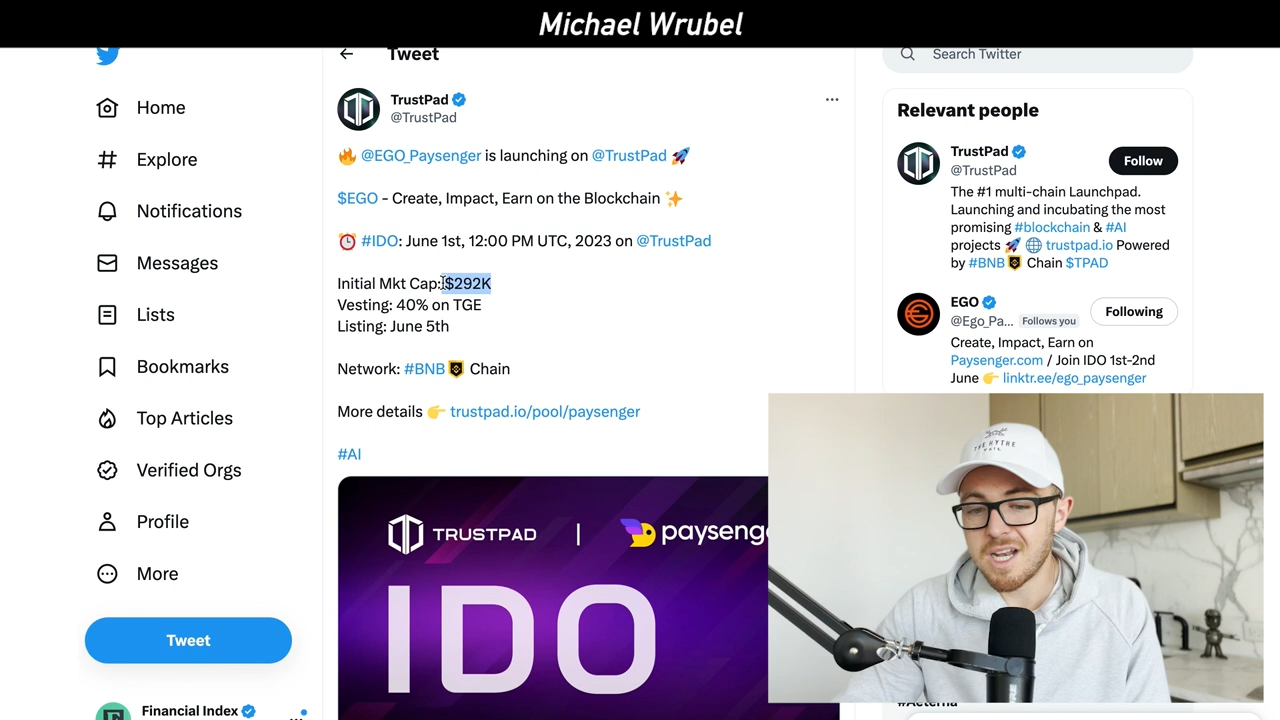 Michael Wrubel
Home
Explore
Notifications
Messages
Lists
Bookmarks
Top Articles
Verified Orgs
Profile
More
Tweet
Financial Index
Tweet
TrustPad
@TrustPad
🔥 @EGO_Paysenger is launching on @TrustPad 🚀
$EGO - Create, Impact, Earn on the Blockchain ✨
⏰ #IDO: June 1st, 12:00 PM UTC, 2023 on @TrustPad
Initial Mkt Cap: $292K
Vesting: 40% on TGE
Listing: June 5th
Network: #BNB Chain
More details 👉 trustpad.io/pool/paysenger
#AI
TRUSTPAD | paysenge
IDO
Search Twitter
Relevant people
TrustPad
@TrustPad
Follow
The #1 multi-chain Launchpad.
Launching and incubating the most
promising #blockchain & #AI
projects 🚀 🌐 trustpad.io Powered
by #BNB Chain $TPAD
EGO
@Ego_Pa... Follows you
Following
Create, Impact, Earn on
Paysenger.com / Join IDO 1st-2nd
June 👉 linktr.ee/ego_paysenger
THE HYTHE
VAIL